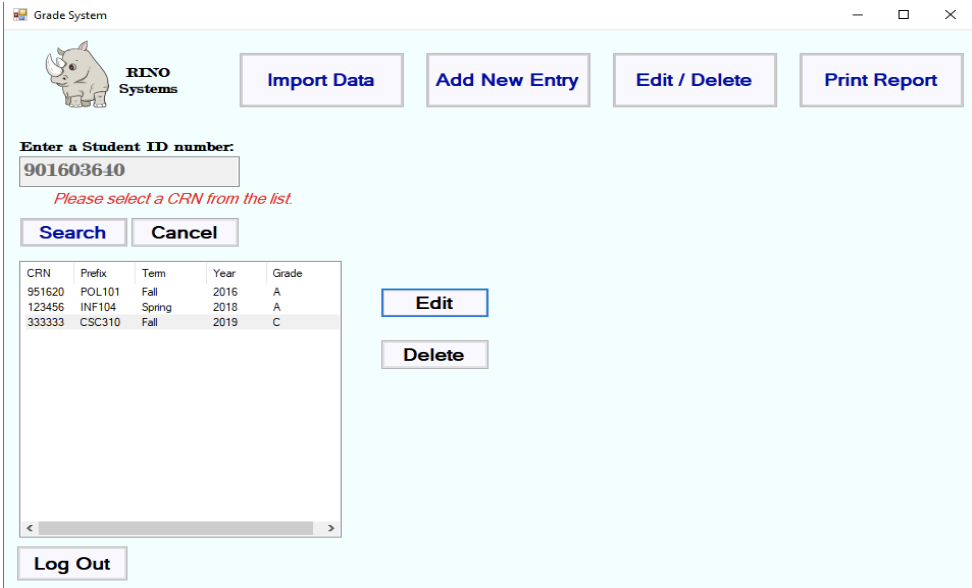 Grade System
RINO
Systems
Import Data
Add New Entry
Edit / Delete
Print Report
Enter a Student ID number:
901603640
Please select a CRN from the list.
Search
Cancel
CRN Prefix Term Year Grade
951620 POL101 Fall 2016 A
123456 INF104 Spring 2018 A
333333 CSC310 Fall 2019 C
Edit
Delete
Log Out